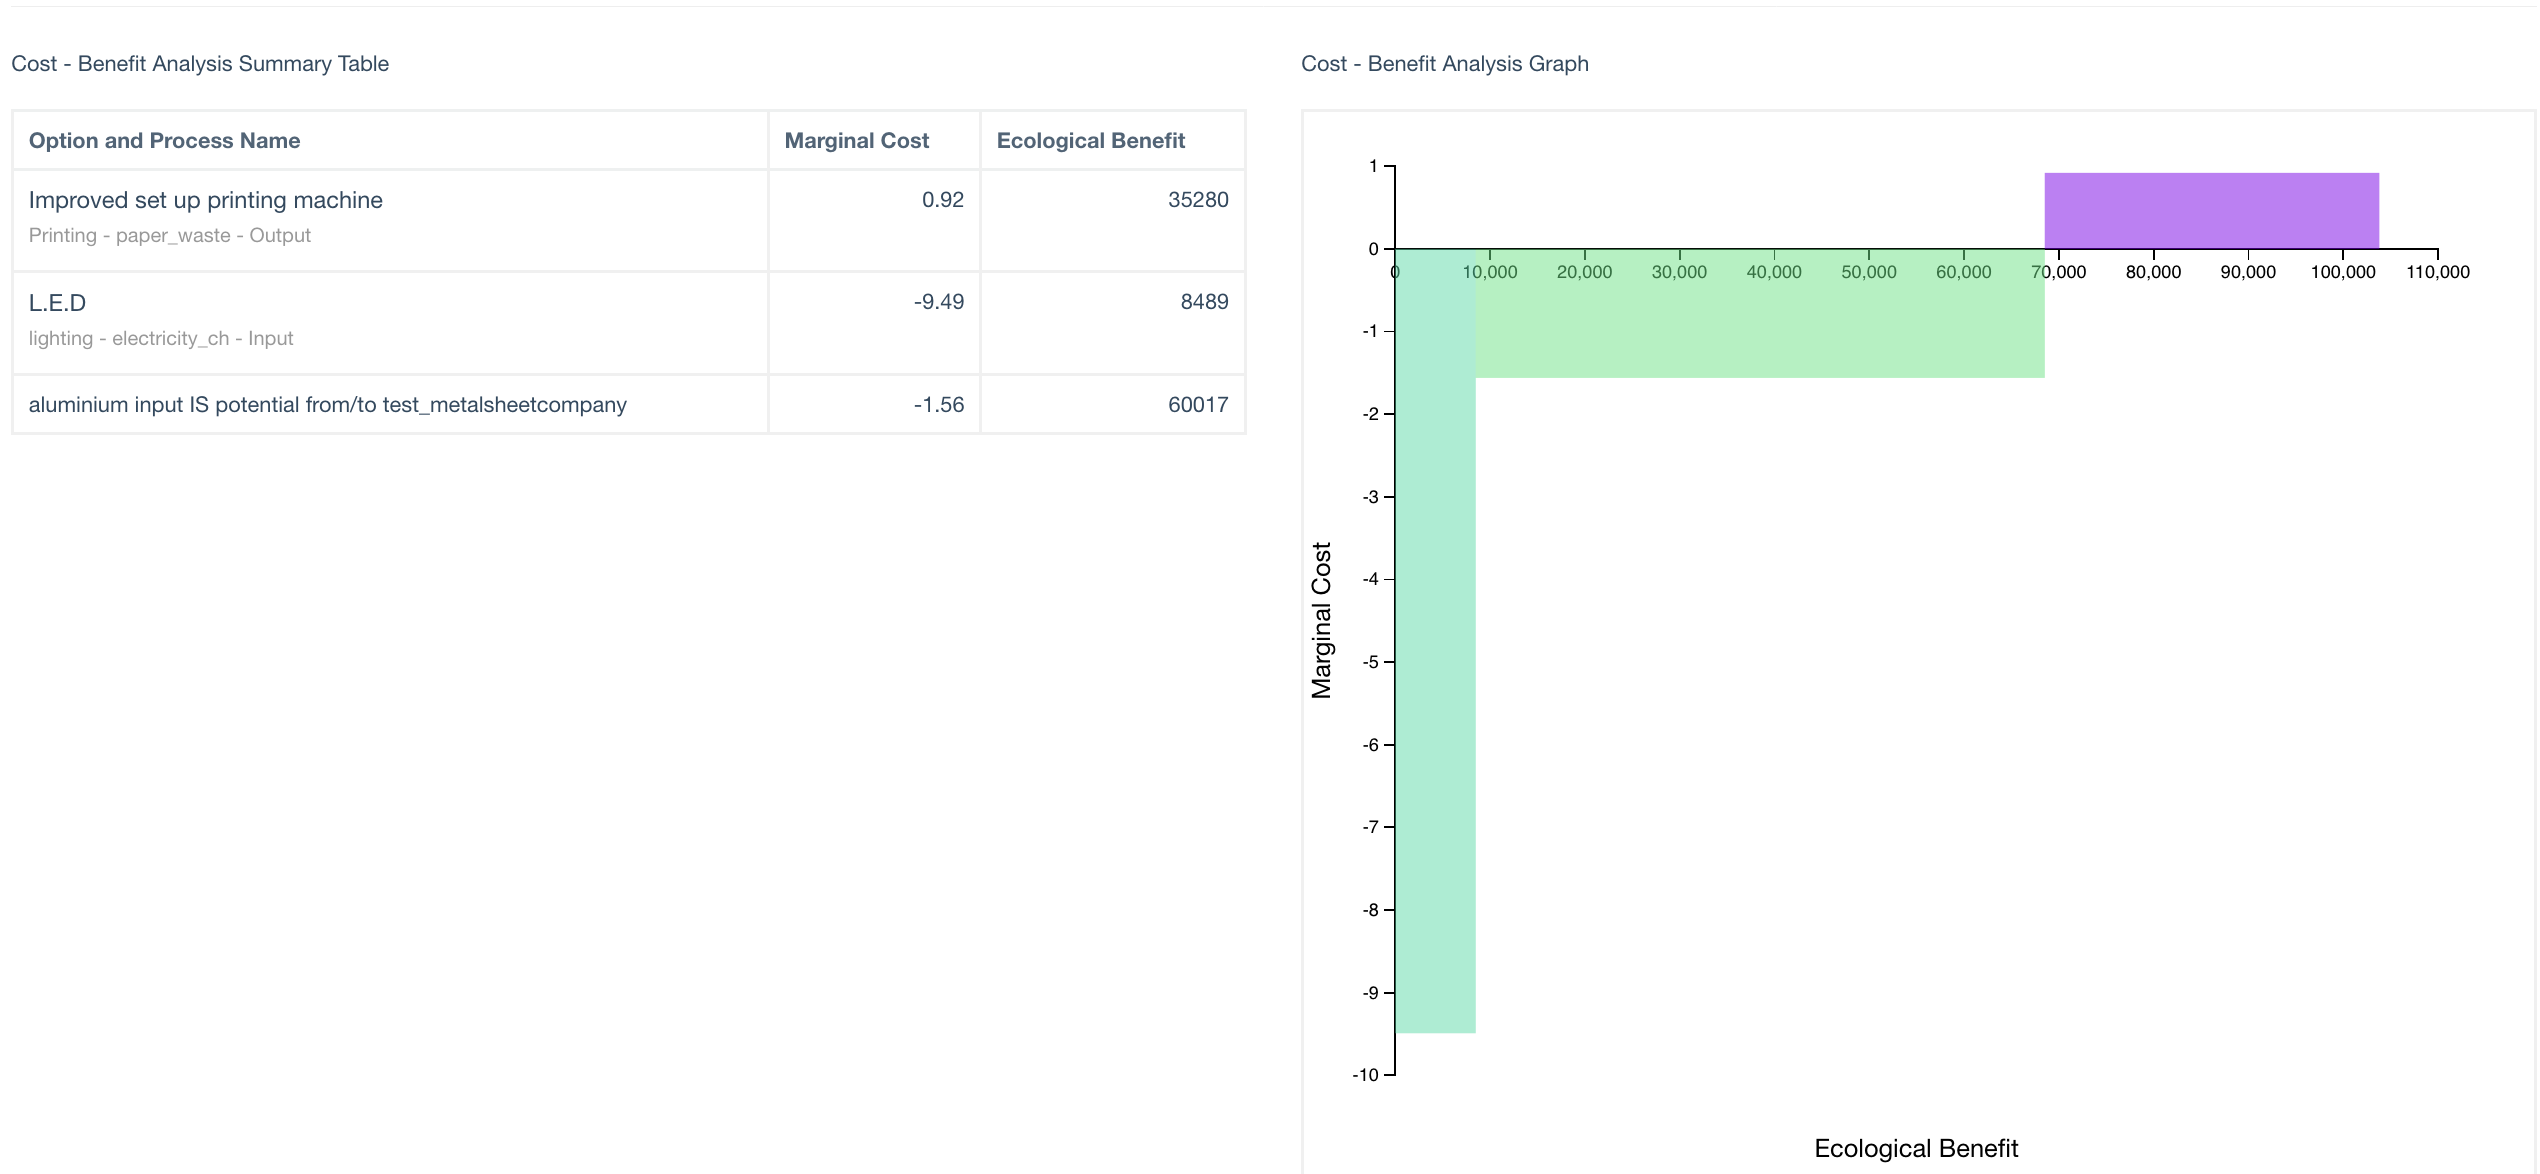 Cost - Benefit Analysis Summary Table
Option and Process Name Marginal Cost Ecological Benefit
Improved set up printing machine 0.92 35280
Printing - paper_waste - Output
L.E.D -9.49 8489
lighting - electricity_ch - Input
aluminium input IS potential from/to test_metalsheetcompany -1.56 60017
Cost - Benefit Analysis Graph
1
0
0 10,000 20,000 30,000 40,000 50,000 60,000 70,000 80,000 90,000 100,000 110,000
-1
-2
-3
-4
-5
-6
-7
-8
-9
-10
Marginal Cost
Ecological Benefit